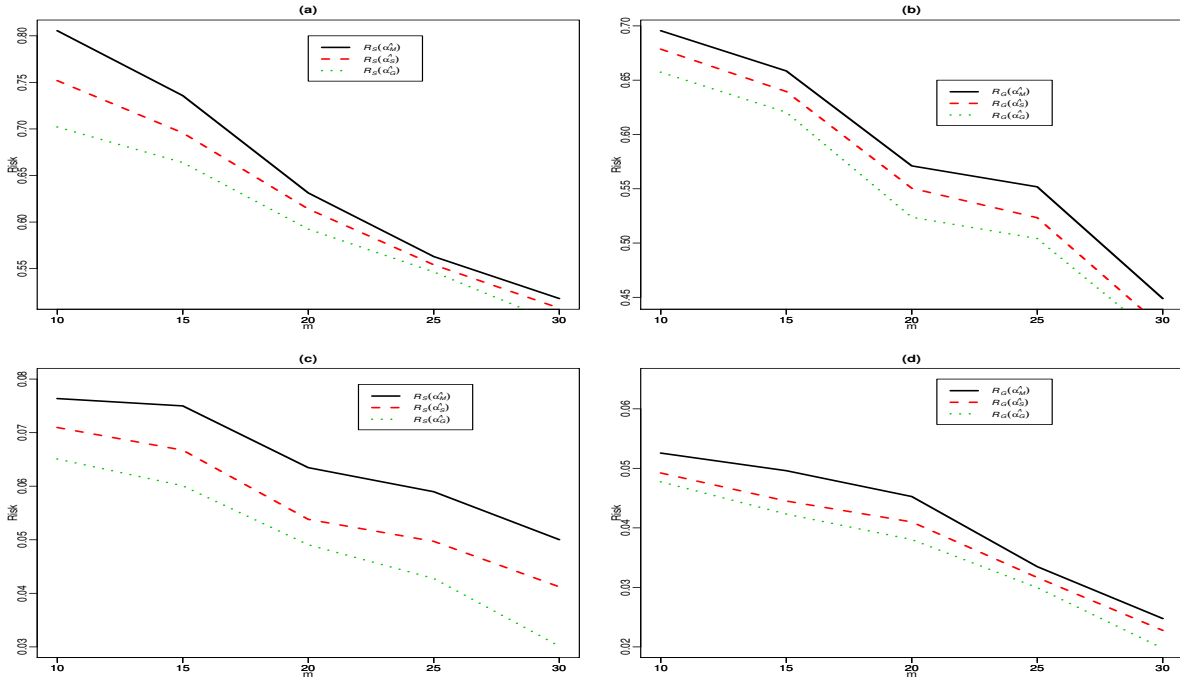 (a)
Risk
0.80
0.75
0.70
0.65
0.60
0.55
R_S(α̂_M)
R_S(α̂_S)
R_S(α̂_G)
10 15 20 25 30
m
(b)
Risk
0.70
0.65
0.60
0.55
0.50
0.45
R_G(α̂_M)
R_G(α̂_S)
R_G(α̂_G)
10 15 20 25 30
m
(c)
Risk
0.08
0.07
0.06
0.05
0.04
0.03
R_S(α̂_M)
R_S(α̂_S)
R_S(α̂_G)
10 15 20 25 30
m
(d)
Risk
0.06
0.05
0.04
0.03
0.02
R_G(α̂_M)
R_G(α̂_S)
R_G(α̂_G)
10 15 20 25 30
m